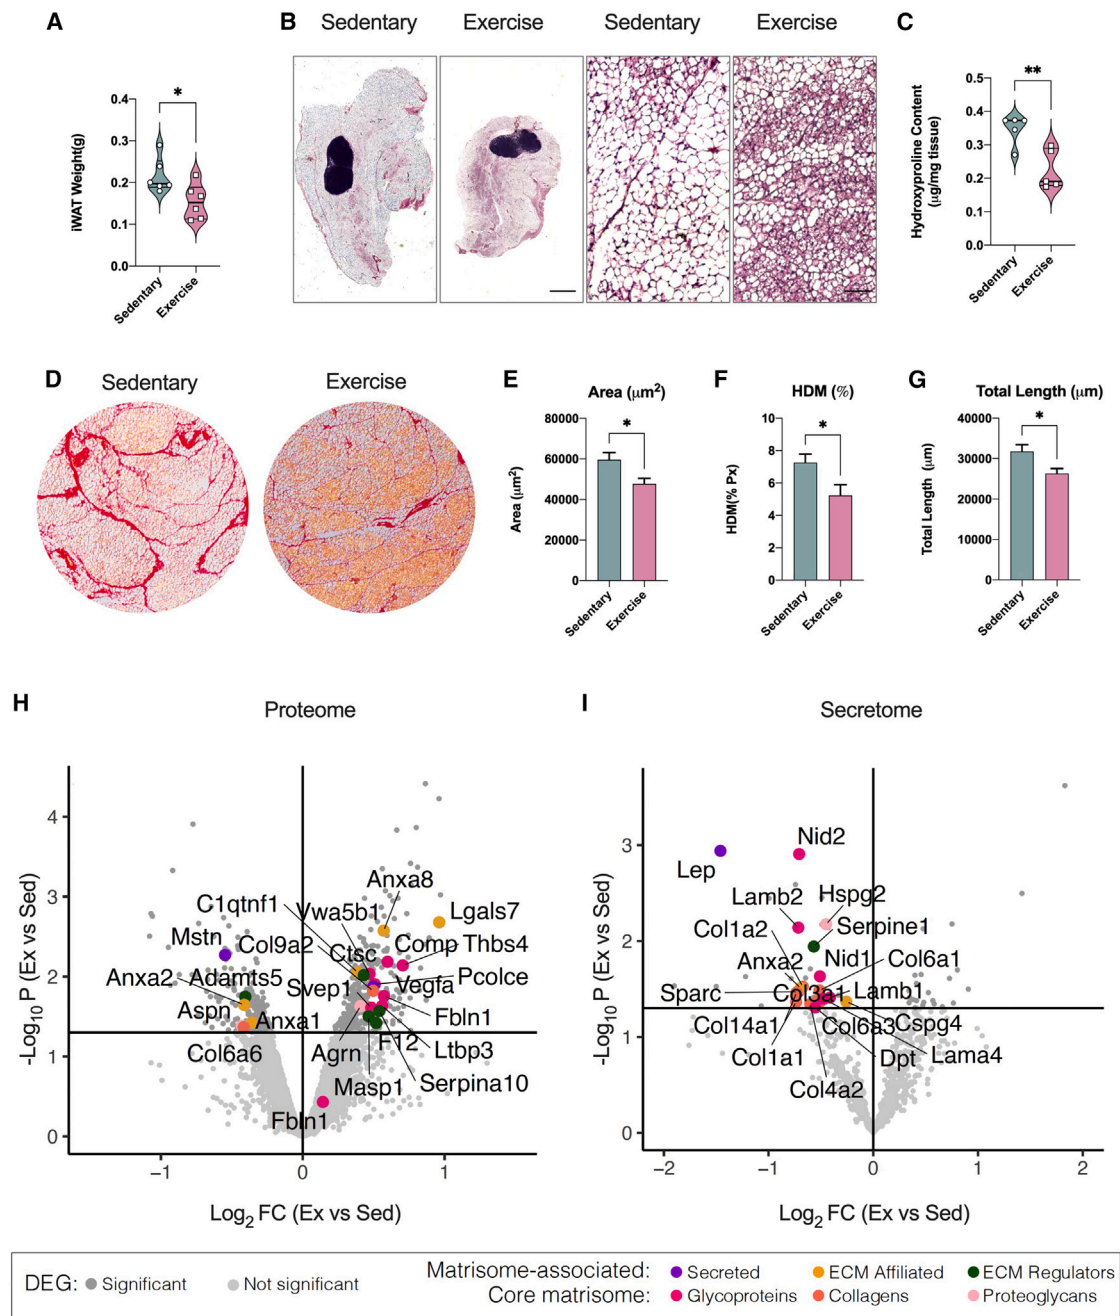 A
B
Sedentary
Exercise
Sedentary
Exercise
C
iWAT Weight(g)
0.4
0.3
0.2
0.1
0.0
*
Sedentary
Exercise
Hydroxyproline Content
(μg/mg tissue)
0.5
0.4
0.3
0.2
0.1
0.0
**
Sedentary
Exercise
D
Sedentary
Exercise
E
Area (μm²)
Area (μm²)
80000
60000
40000
20000
0
*
Sedentary
Exercise
F
HDM (%)
HDM(% Px)
10
8
6
4
2
0
*
Sedentary
Exercise
G
Total Length (μm)
Total Length (μm)
40000
30000
20000
10000
0
*
Sedentary
Exercise
H
Proteome
-Log₁₀ P (Ex vs Sed)
4
3
2
1
0
Anxa8
C1qtnf1
Vwa5b1
Lgals7
Mstn
Col9a2
Ctsc
Comp
Thbs4
Anxa2
Adamts5
Svep1
Vegfa
Pcolce
Aspn
Anxa1
Fbln1
Col6a6
Agrn
F12
Ltbp3
Masp1
Serpina10
Fbln1
−1
0
1
Log₂ FC (Ex vs Sed)
I
Secretome
-Log₁₀ P (Ex vs Sed)
3
2
1
0
Nid2
Lep
Lamb2
Hspg2
Col1a2
Serpine1
Anxa2
Nid1
Col6a1
Sparc
Col3a1
Lamb1
Col14a1
Col6a3
Cspg4
Col1a1
Dpt
Lama4
Col4a2
−2
−1
0
1
2
Log₂ FC (Ex vs Sed)
DEG:
Significant
Not significant
Matrisome-associated:
Secreted
ECM Affiliated
ECM Regulators
Core matrisome:
Glycoproteins
Collagens
Proteoglycans